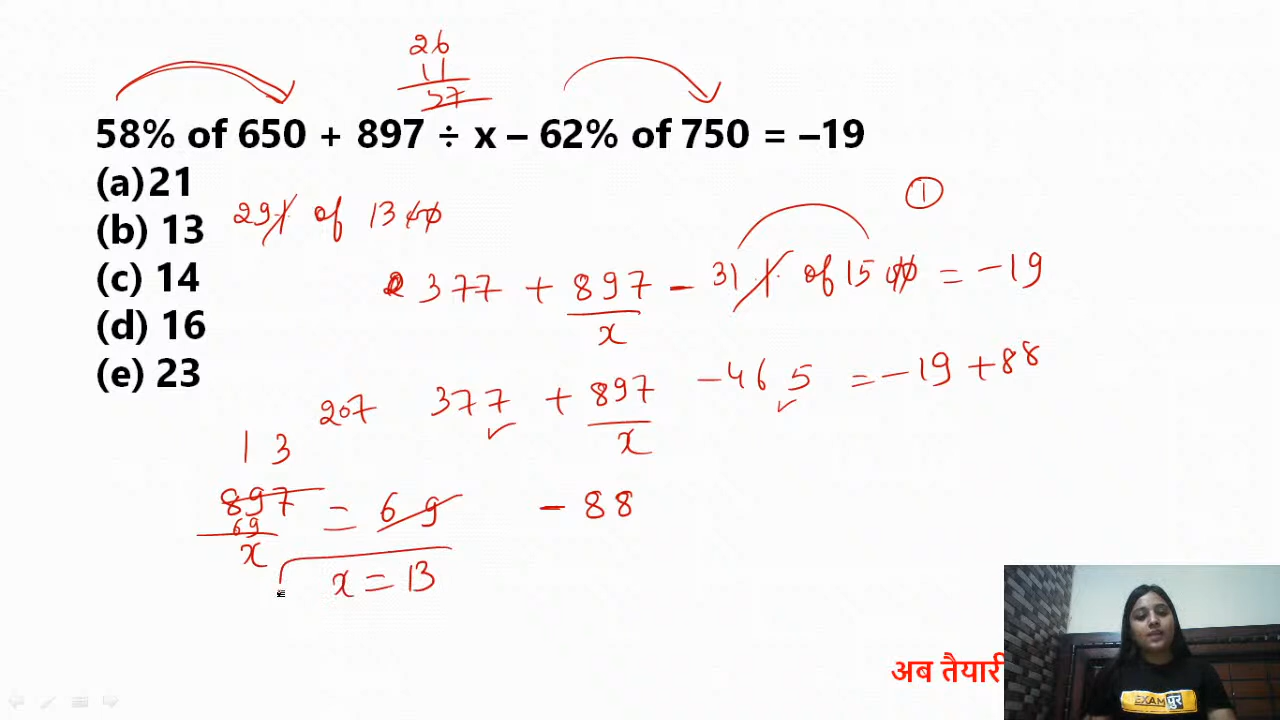 26
11
37
58% of 650 + 897 ÷ x – 62% of 750 = –19
(a) 21
(b) 13
(c) 14
(d) 16
(e) 23
29% of 1300
1
377 + 897/x - 31% of 1500 = -19
207 377 + 897/x - 465 = -19 + 88
13
897/x = 69 - 88
69
x = 13
अब तैयारी
EXAM पुर